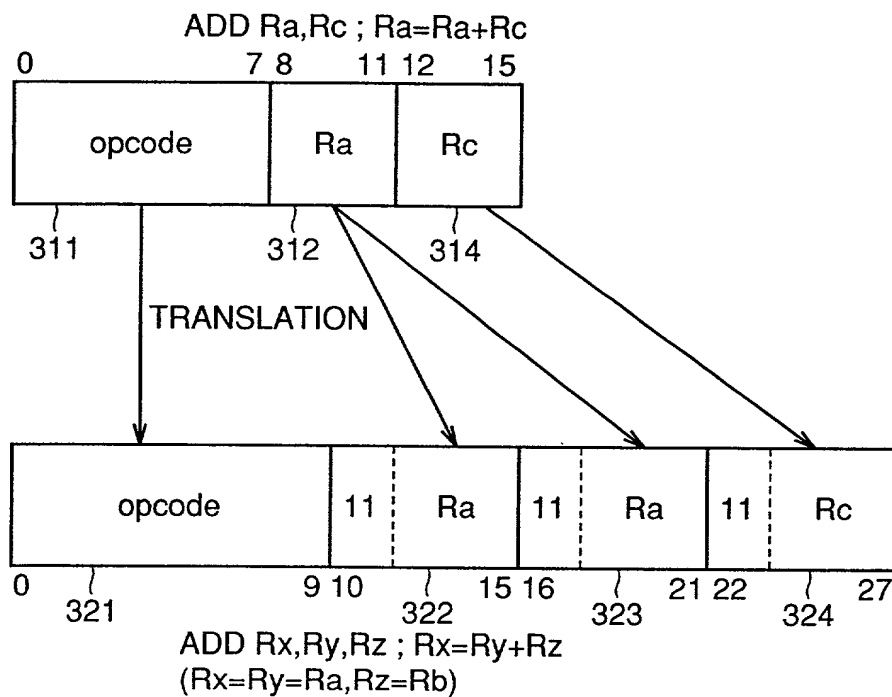 ADD Ra,Rc ; Ra=Ra+Rc
0 7 8 11 12 15
opcode Ra Rc
311 312 314
TRANSLATION
opcode 11 Ra 11 Ra 11 Rc
0 321 9 10 322 15 16 323 21 22 324 27
ADD Rx,Ry,Rz ; Rx=Ry+Rz
(Rx=Ry=Ra,Rz=Rb)